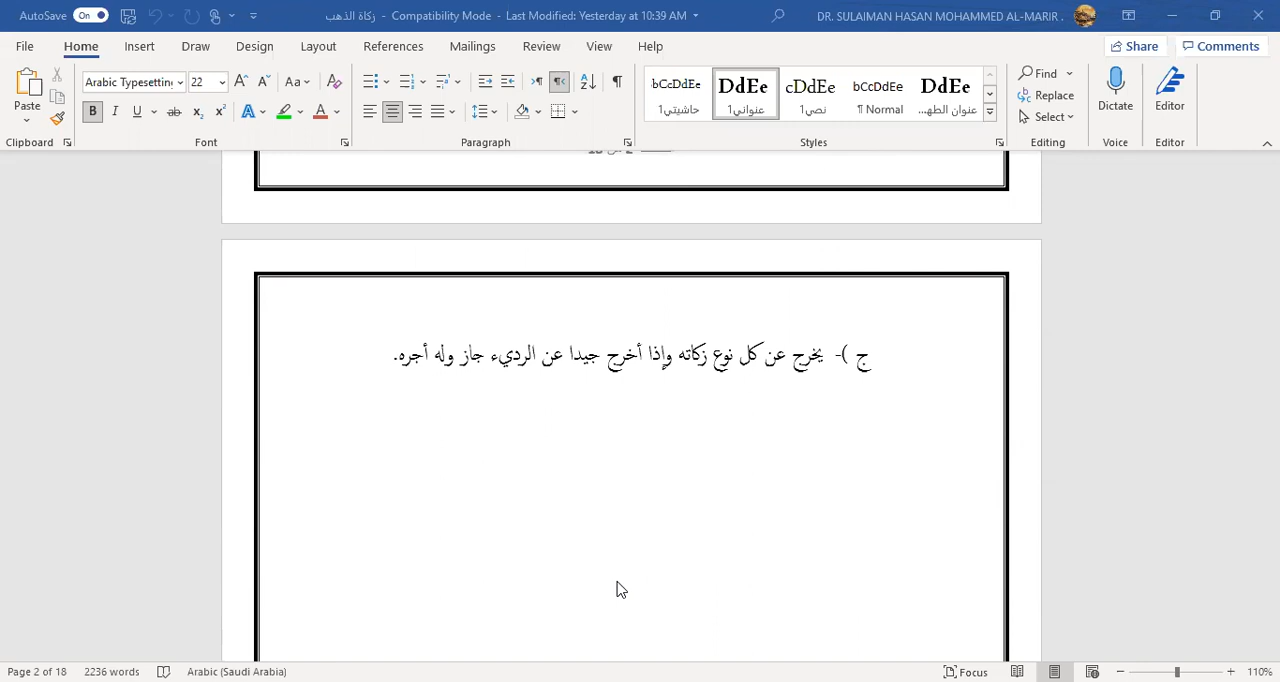 AutoSave On زكاة الذهب - Compatibility Mode - Last Modified: Yesterday at 10:39 AM DR. SULAIMAN HASAN MOHAMMED AL-MARIR .
File Home Insert Draw Design Layout References Mailings Review View Help Share Comments
Paste
Arabic Typesetting 22
Clipboard Font Paragraph
bCcDdEe DdEe cDdEe bCcDdEe DdEe
حاشيتي1 عنواني1 نصي1 ¶ Normal عنوان الطه...
Styles
Find
Replace
Select
Editing
Dictate
Voice
Editor
Editor
ج )- يخرج عن كل نوع زكاته وإذا أخرج جيدا عن الرديء جاز وله أجره.
Page 2 of 18 2236 words Arabic (Saudi Arabia) Focus 110%